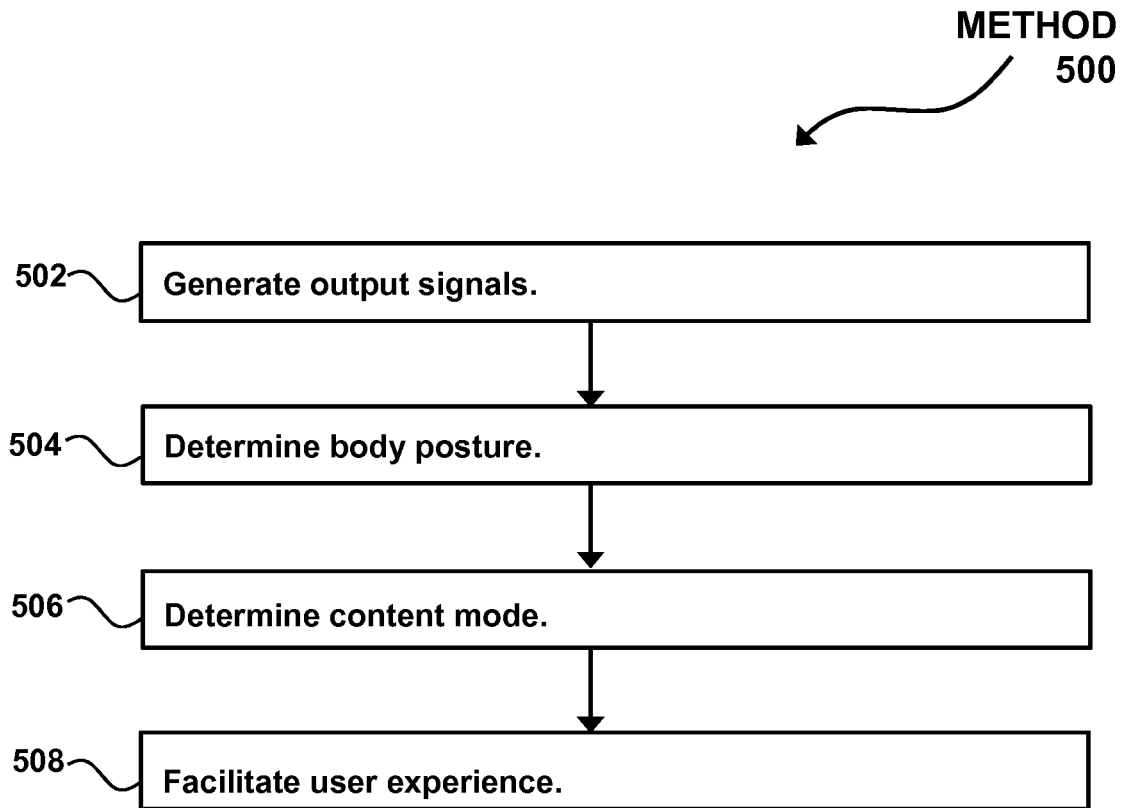 METHOD
500
502
Generate output signals.
504
Determine body posture.
506
Determine content mode.
508
Facilitate user experience.